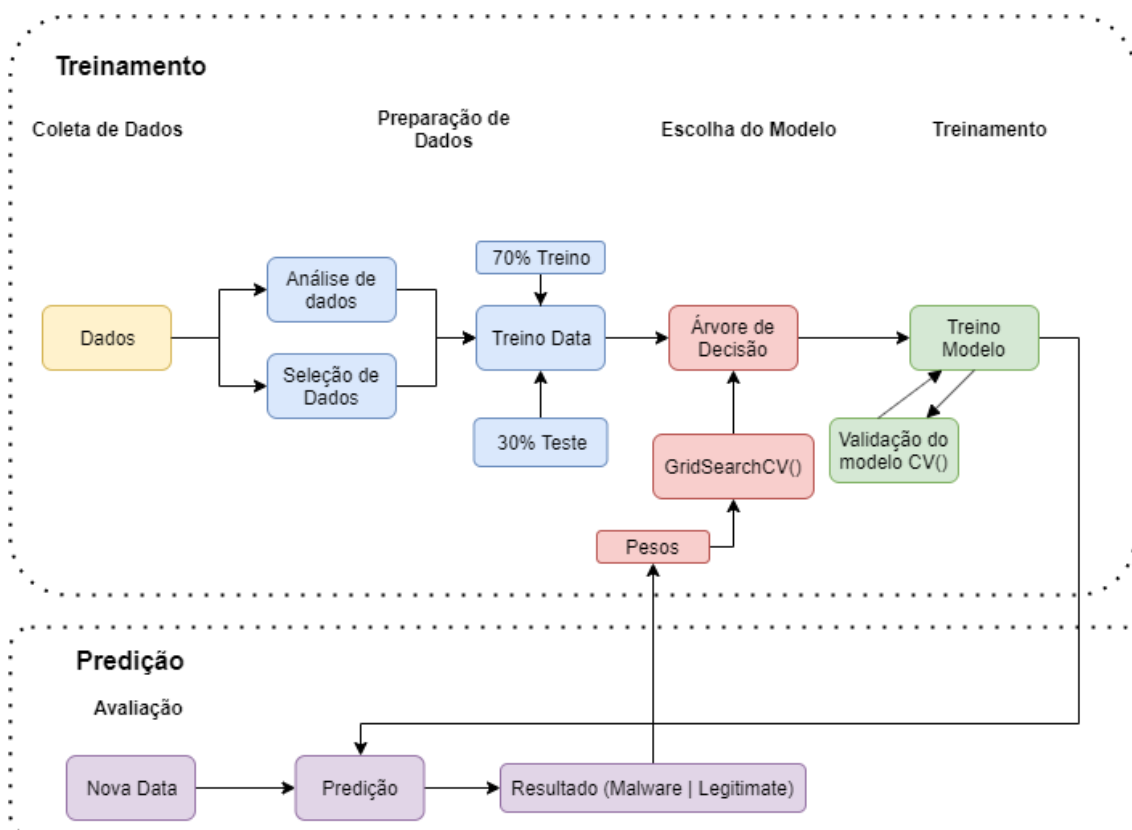 Treinamento
Coleta de Dados
Preparação de
Dados
Escolha do Modelo
Treinamento
Dados
Análise de
dados
Seleção de
Dados
70% Treino
Treino Data
30% Teste
Árvore de
Decisão
GridSearchCV()
Pesos
Treino
Modelo
Validação do
modelo CV()
Predição
Avaliação
Nova Data
Predição
Resultado (Malware | Legitimate)